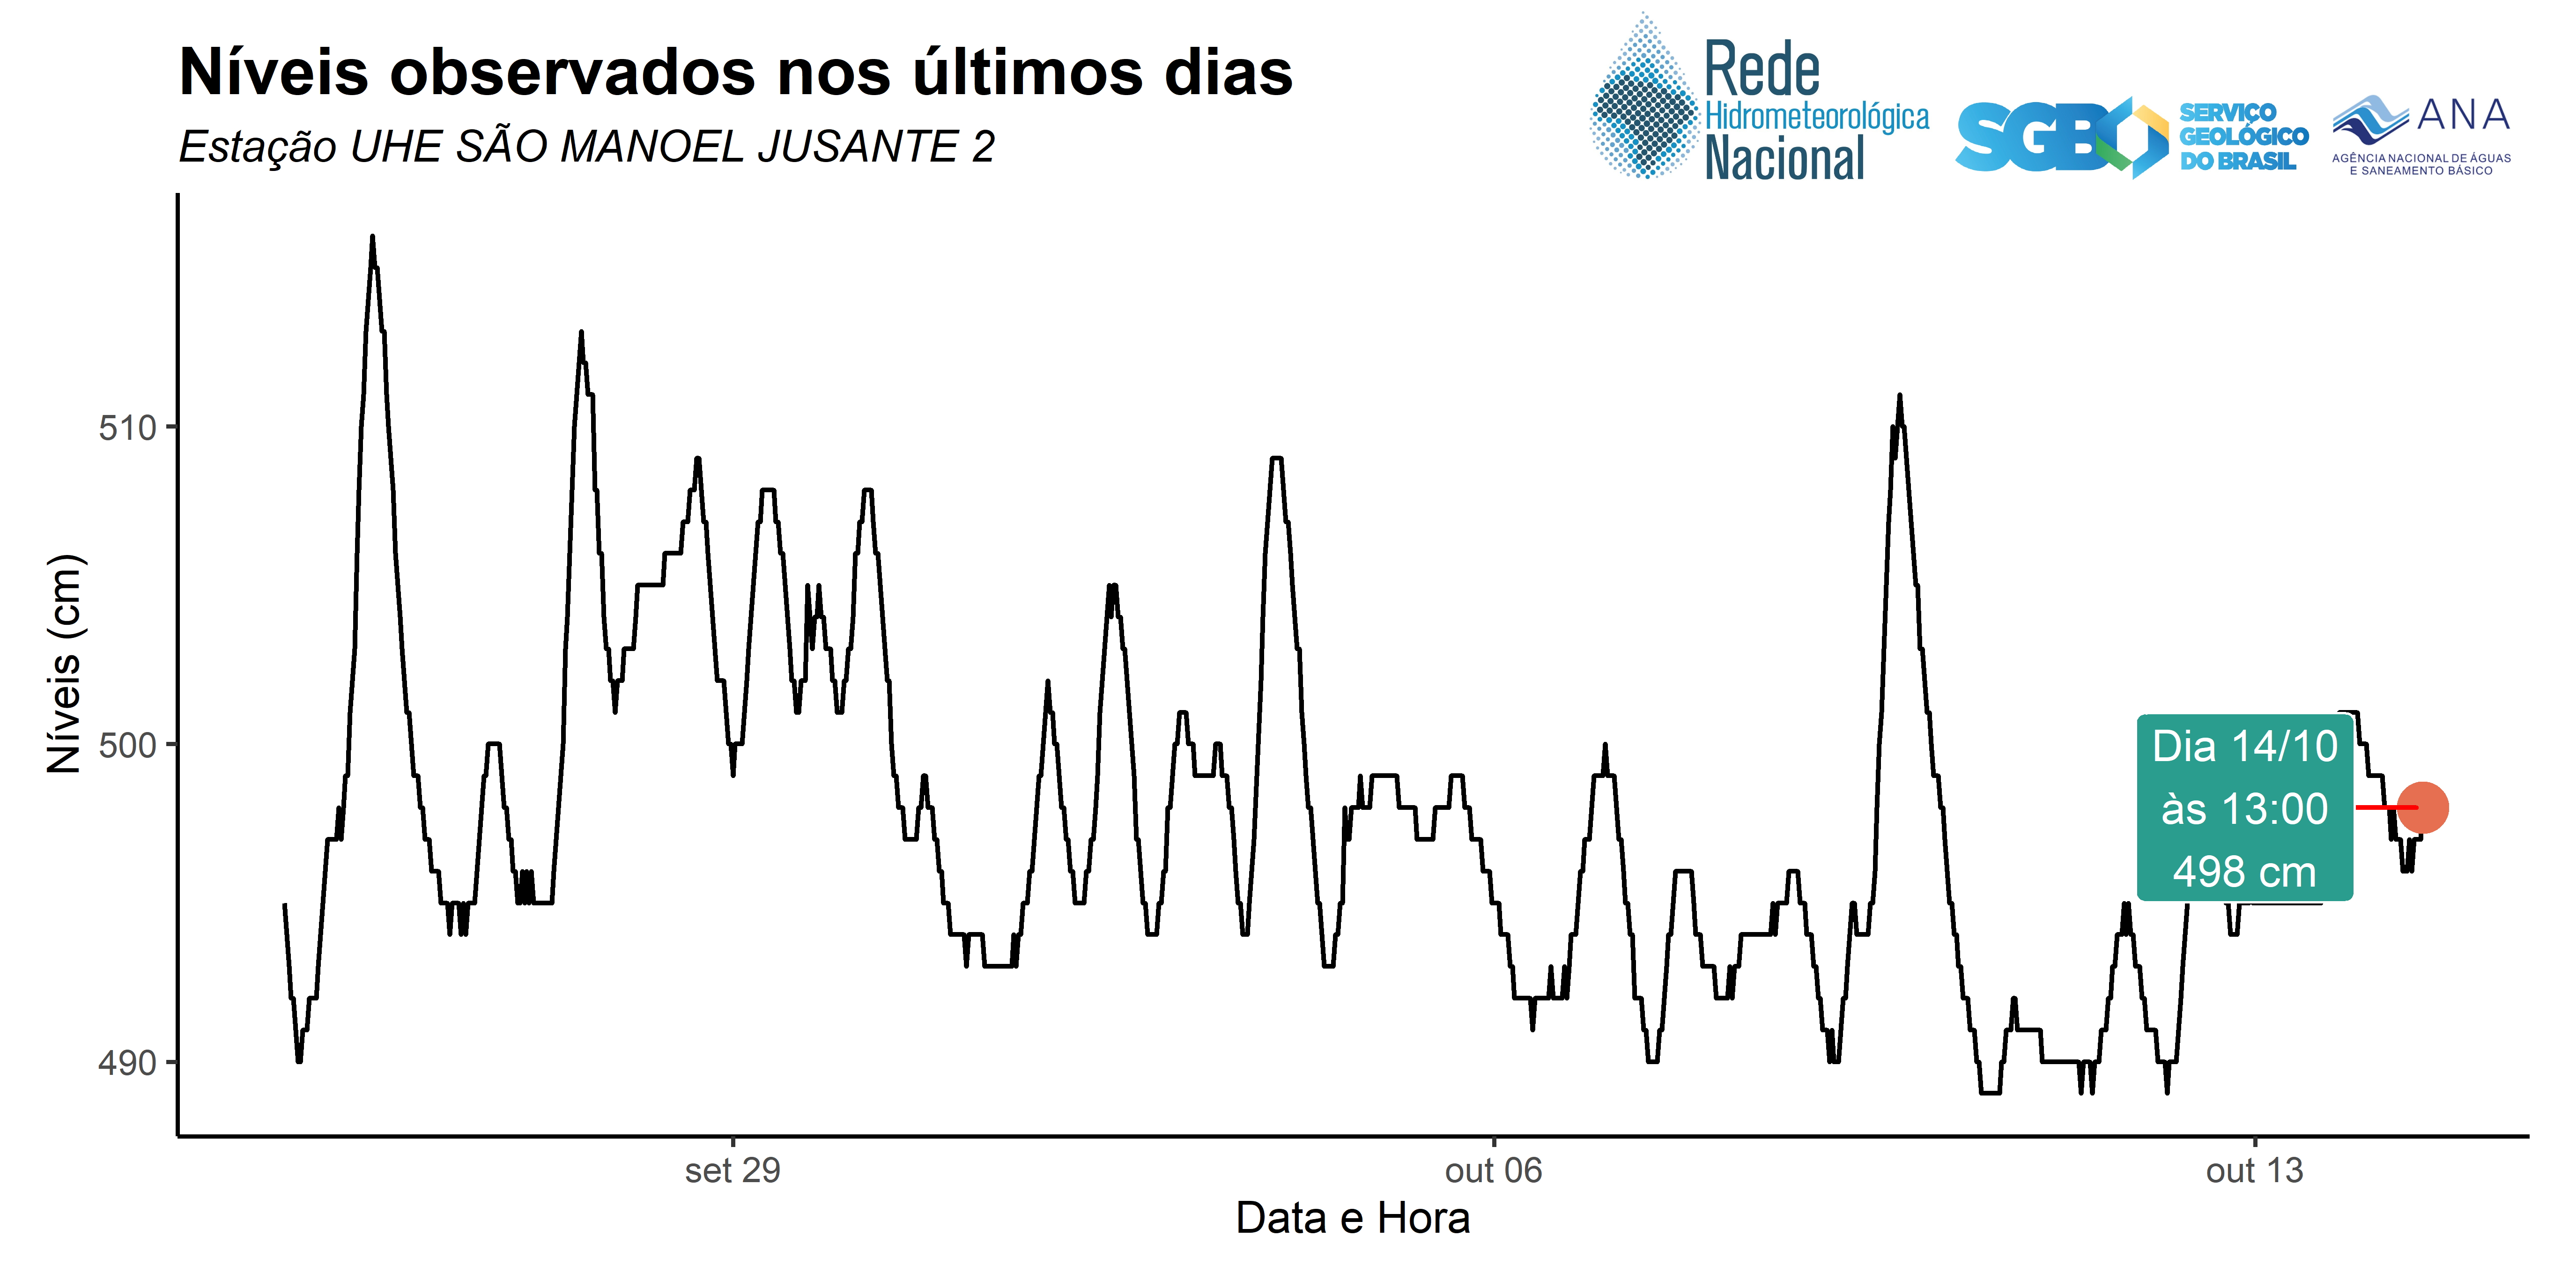 Níveis observados nos últimos dias
Estação UHE SÃO MANOEL JUSANTE 2
Rede
Hidrometeorológica
Nacional
SGB
SERVIÇO
GEOLÓGICO
DO BRASIL
ANA
AGÊNCIA NACIONAL DE ÁGUAS
E SANEAMENTO BÁSICO
Níveis (cm)
510
500
490
Dia 14/10
às 13:00
498 cm
set 29
out 06
out 13
Data e Hora